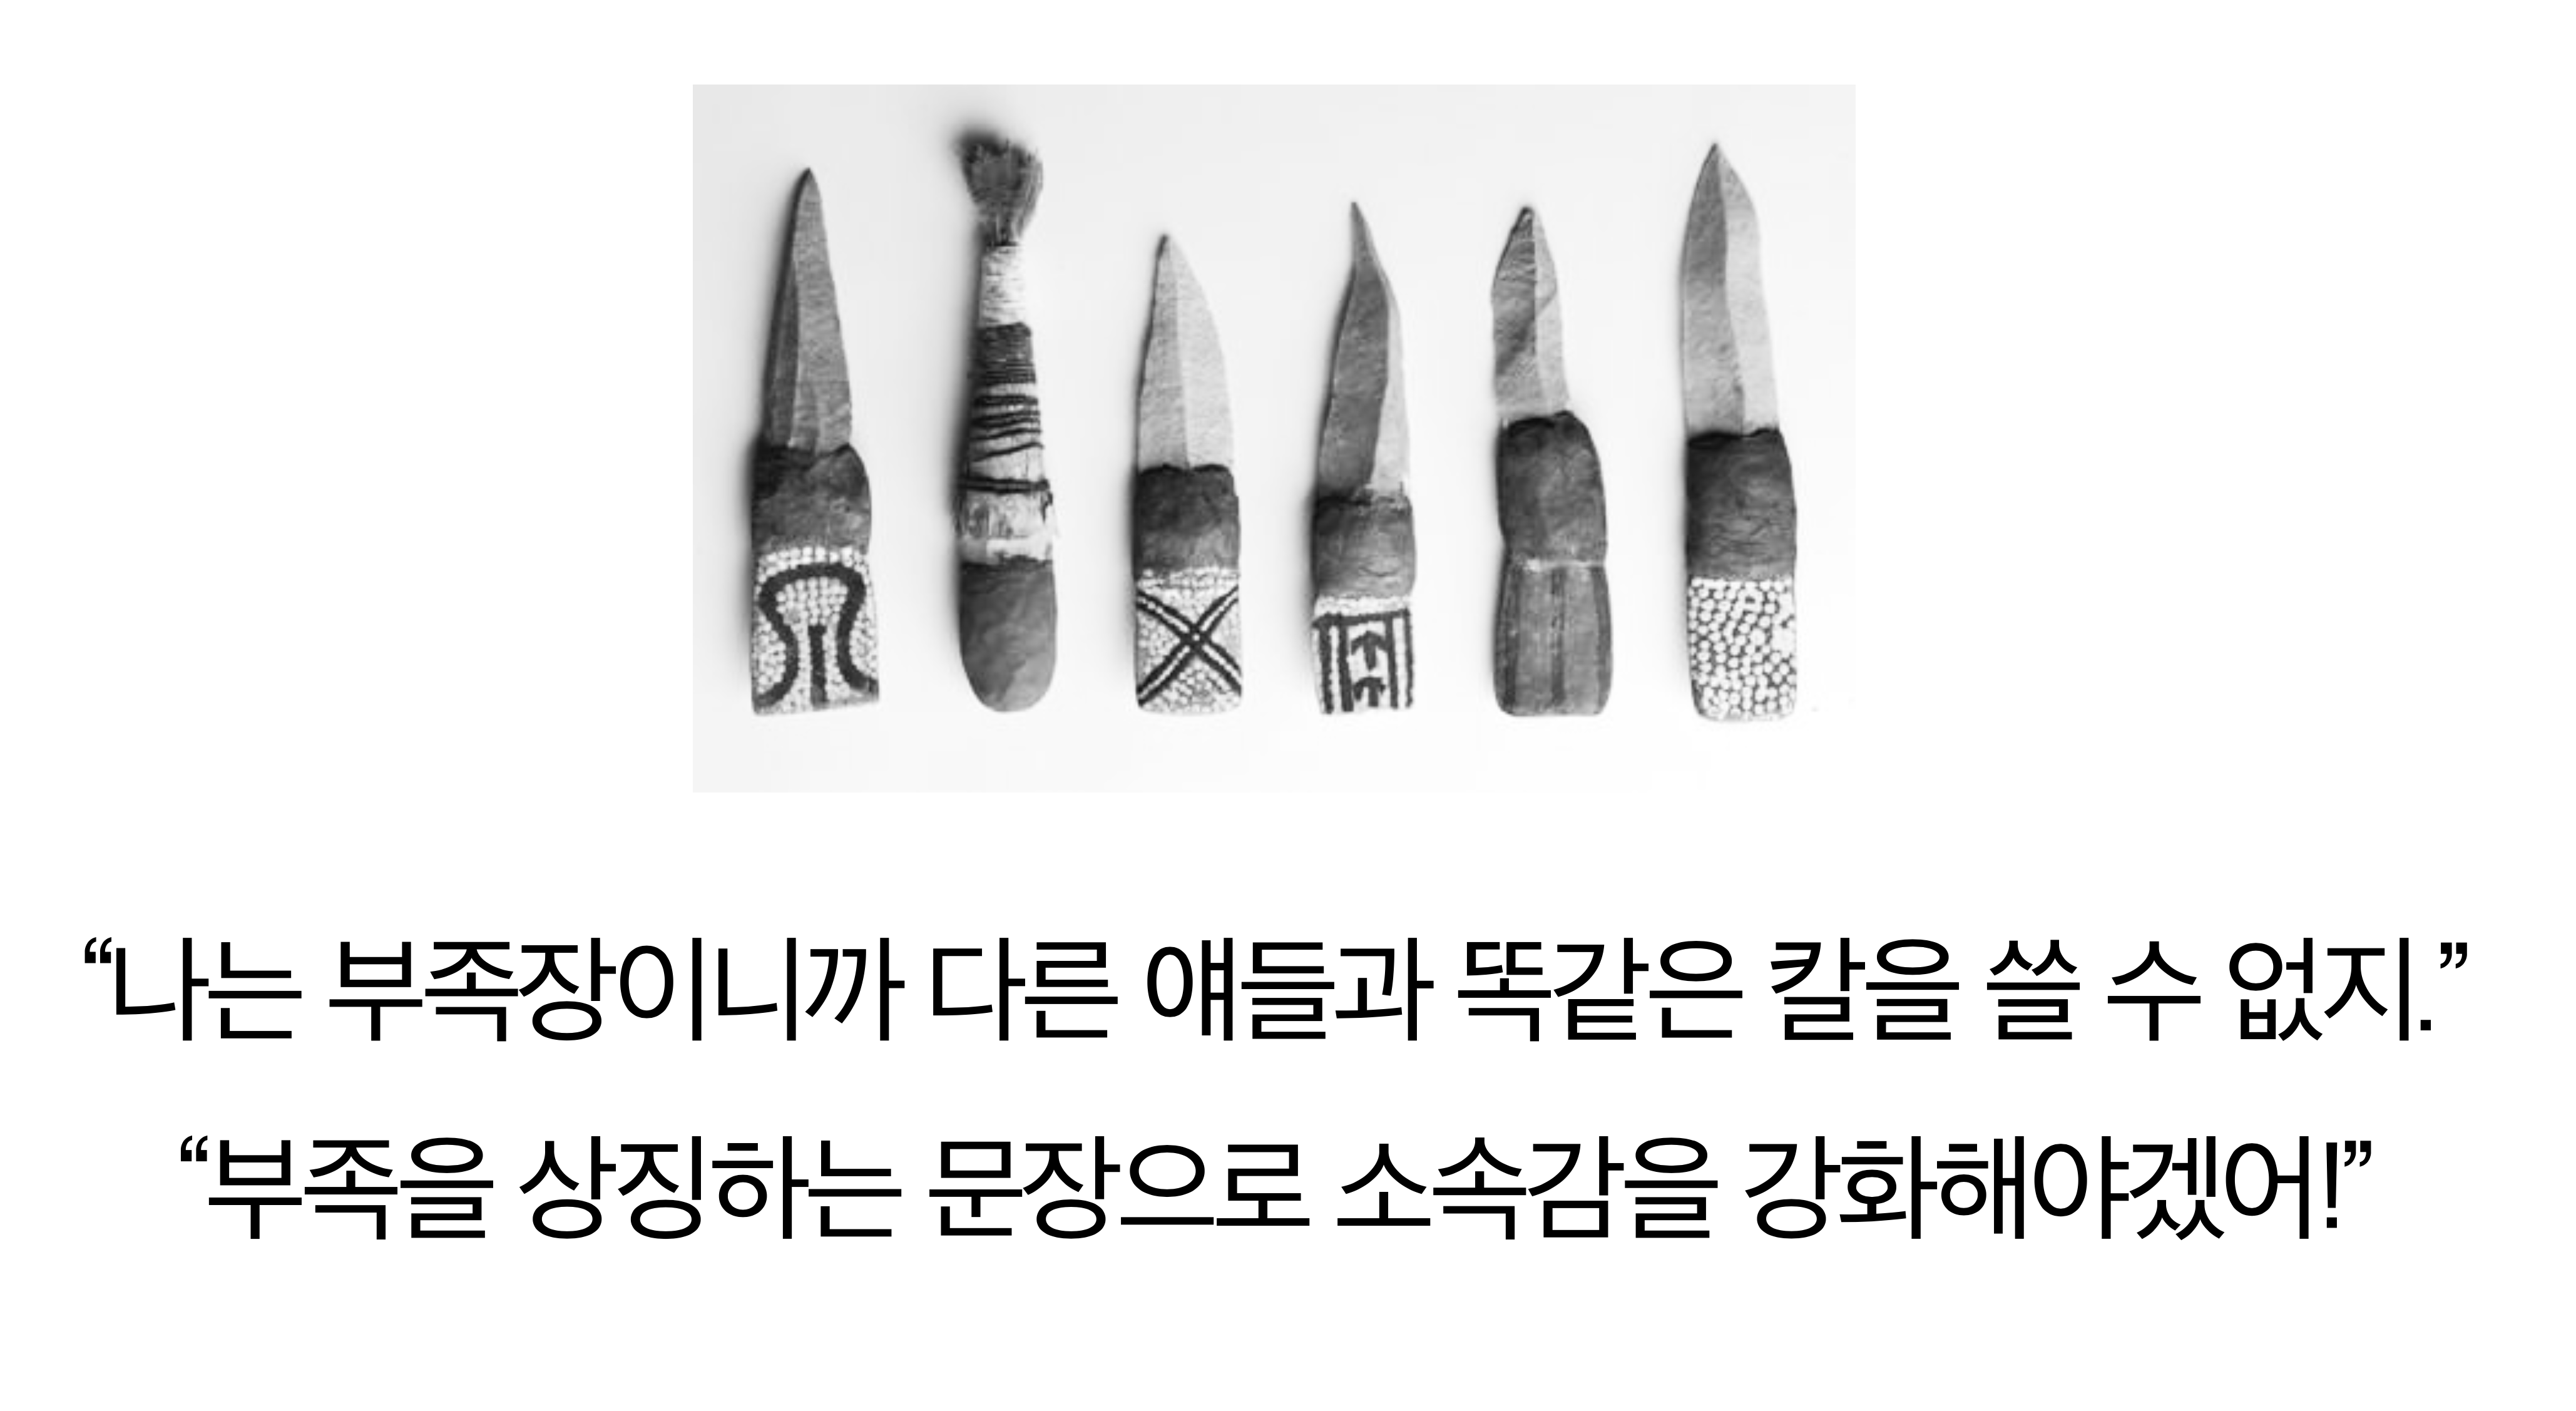 “나는 부족장이니까 다른 얘들과 똑같은 칼을 쓸 수 없지.”
“부족을 상징하는 문장으로 소속감을 강화해야겠어!”